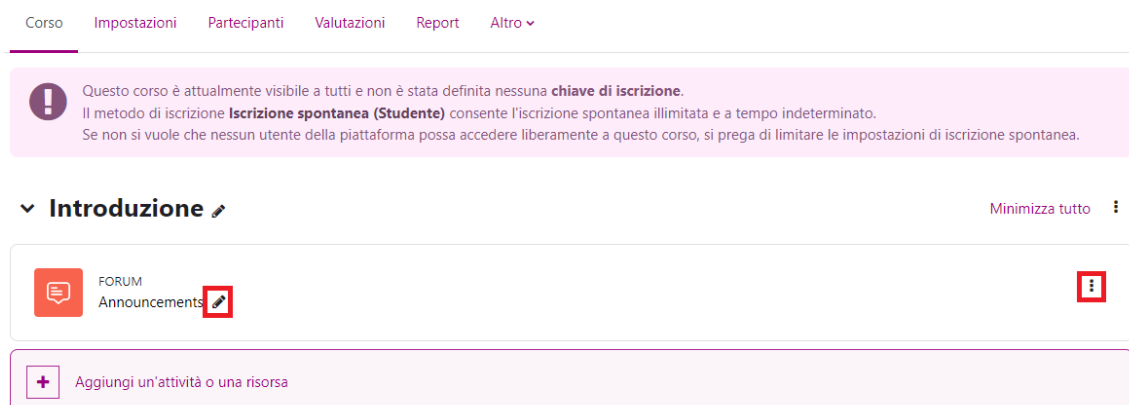 Corso Impostazioni Partecipanti Valutazioni Report Altro
Questo corso è attualmente visibile a tutti e non è stata definita nessuna chiave di iscrizione.
Il metodo di iscrizione Iscrizione spontanea (Studente) consente l'iscrizione spontanea illimitata e a tempo indeterminato.
Se non si vuole che nessun utente della piattaforma possa accedere liberamente a questo corso, si prega di limitare le impostazioni di iscrizione spontanea.
Introduzione Minimizza tutto
FORUM
Announcements
Aggiungi un'attività o una risorsa